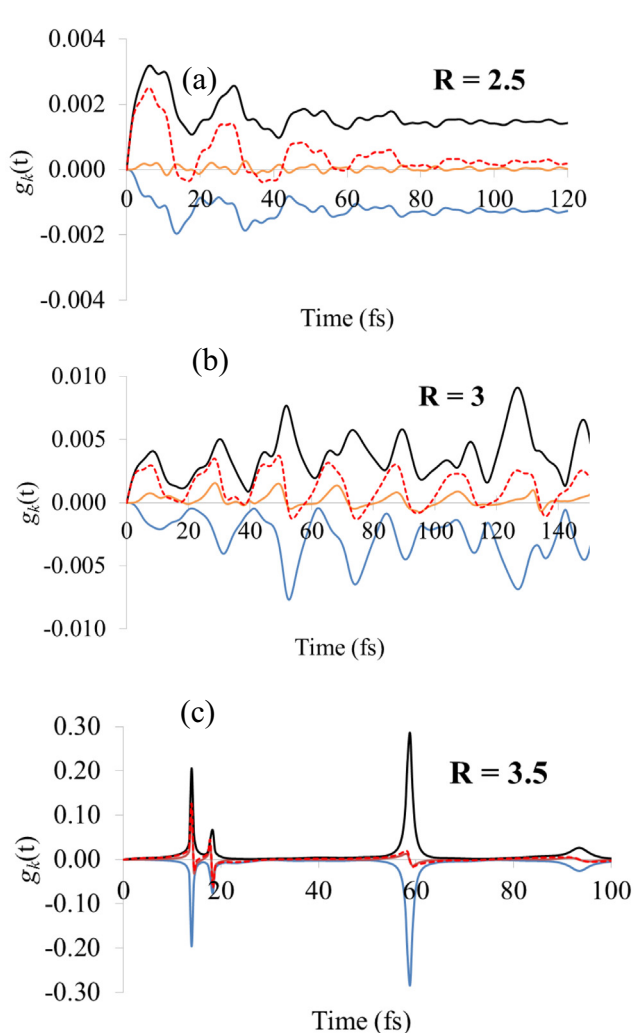 (a)
R = 2.5
0.004
0.002
0.000
-0.002
-0.004
0 20 40 60 80 100 120
gk(t)
Time (fs)
(b)
R = 3
0.010
0.005
0.000
-0.005
-0.010
0 20 40 60 80 100 120 140
gk(t)
Time (fs)
(c)
R = 3.5
0.30
0.20
0.10
0.00
-0.10
-0.20
-0.30
0 20 40 60 80 100
gk(t)
Time (fs)